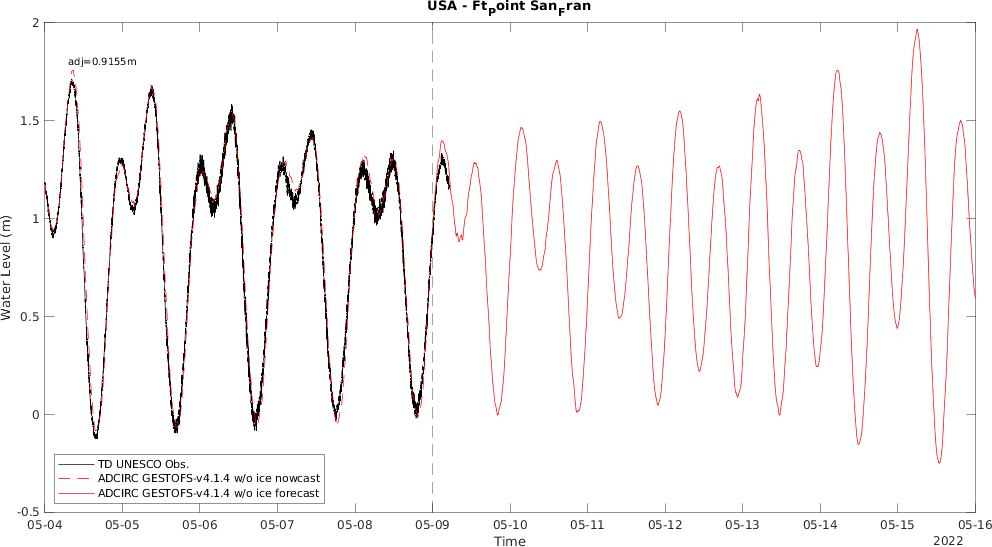 USA - Ft_Point San_Fran
2
adj=0.9155m
1.5
1
0.5
0
-0.5
Water Level (m)
TD UNESCO Obs.
ADCIRC GESTOFS-v4.1.4 w/o ice nowcast
ADCIRC GESTOFS-v4.1.4 w/o ice forecast
05-04 05-05 05-06 05-07 05-08 05-09 05-10 05-11 05-12 05-13 05-14 05-15 05-16
Time
2022